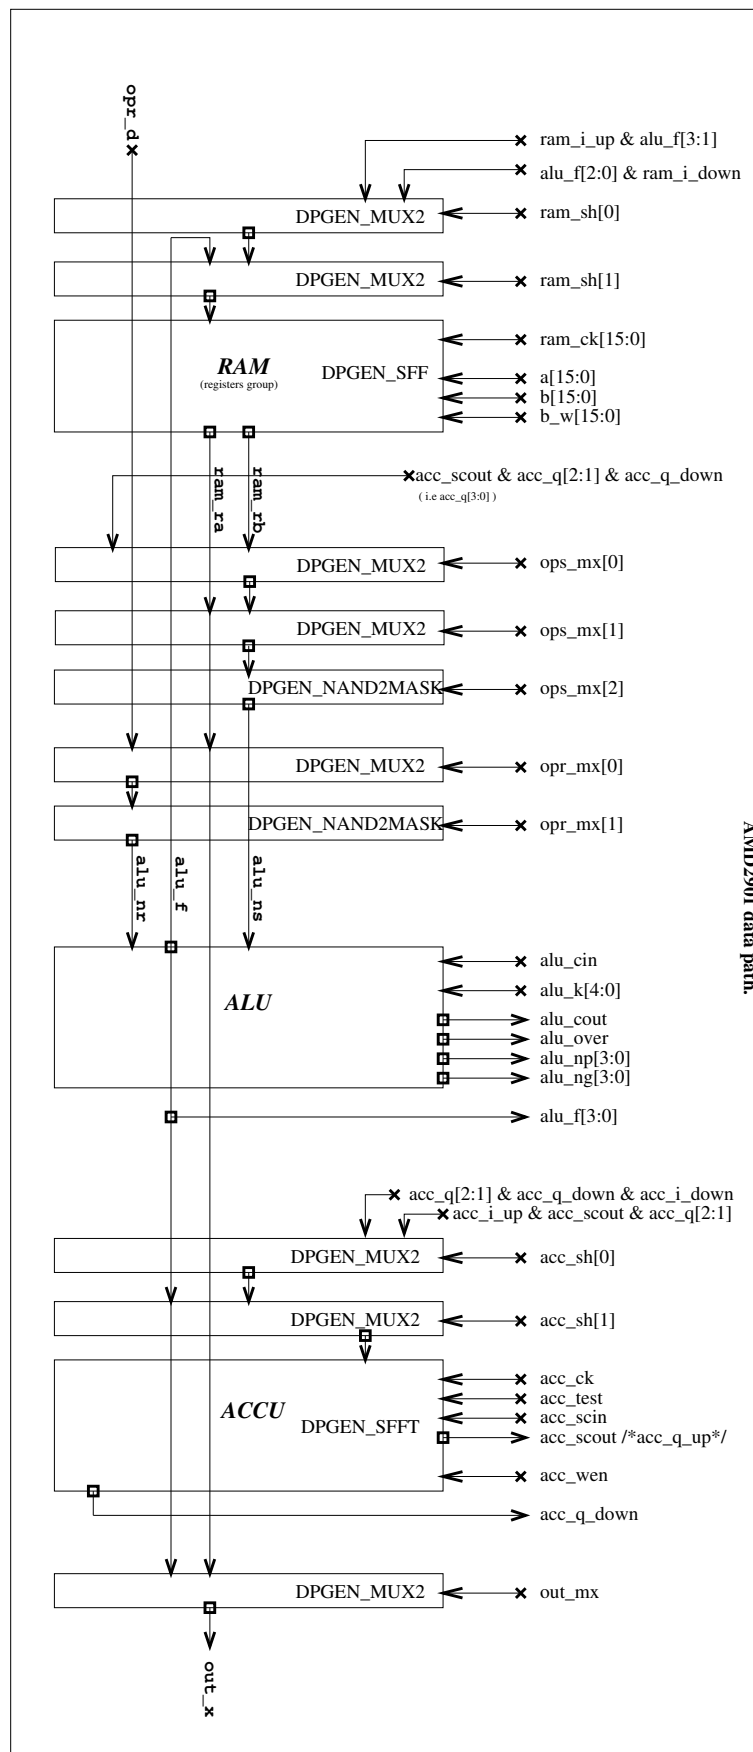 opr_d
ram_i_up & alu_f[3:1]
alu_f[2:0] & ram_i_down
DPGEN_MUX2
ram_sh[0]
DPGEN_MUX2
ram_sh[1]
RAM
(registers group)
DPGEN_SFF
ram_ck[15:0]
a[15:0]
b[15:0]
b_w[15:0]
ram_ra
ram_rb
acc_scout & acc_q[2:1] & acc_q_down
( i.e acc_q[3:0] )
DPGEN_MUX2
ops_mx[0]
DPGEN_MUX2
ops_mx[1]
DPGEN_NAND2MASK
ops_mx[2]
DPGEN_MUX2
opr_mx[0]
DPGEN_NAND2MASK
opr_mx[1]
AMD2901 data path.
alu_nr
alu_f
alu_ns
ALU
alu_cin
alu_k[4:0]
alu_cout
alu_over
alu_np[3:0]
alu_ng[3:0]
alu_f[3:0]
acc_q[2:1] & acc_q_down & acc_i_down
acc_i_up & acc_scout & acc_q[2:1]
DPGEN_MUX2
acc_sh[0]
DPGEN_MUX2
acc_sh[1]
ACCU
DPGEN_SFFT
acc_ck
acc_test
acc_scin
acc_scout /*acc_q_up*/
acc_wen
acc_q_down
DPGEN_MUX2
out_mx
out_x